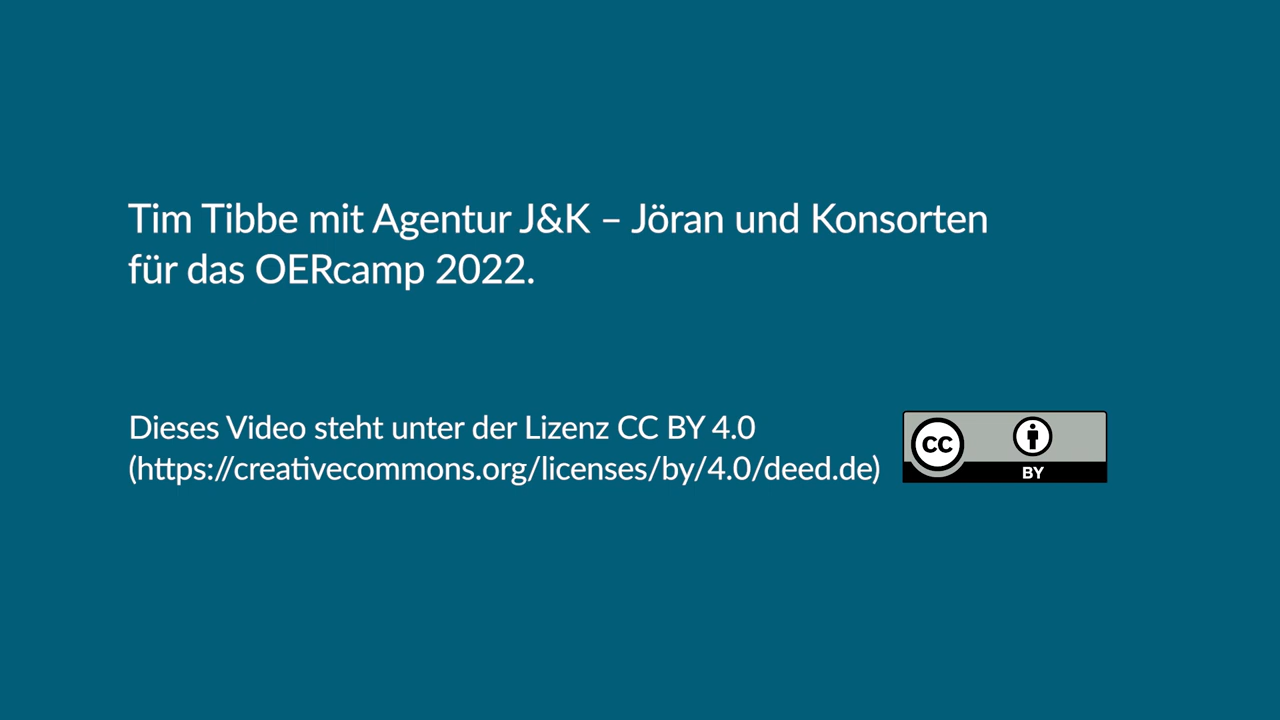 Tim Tibbe mit Agentur J&K – Jöran und Konsorten
für das OERcamp 2022.
Dieses Video steht unter der Lizenz CC BY 4.0
(https://creativecommons.org/licenses/by/4.0/deed.de)
CC
BY